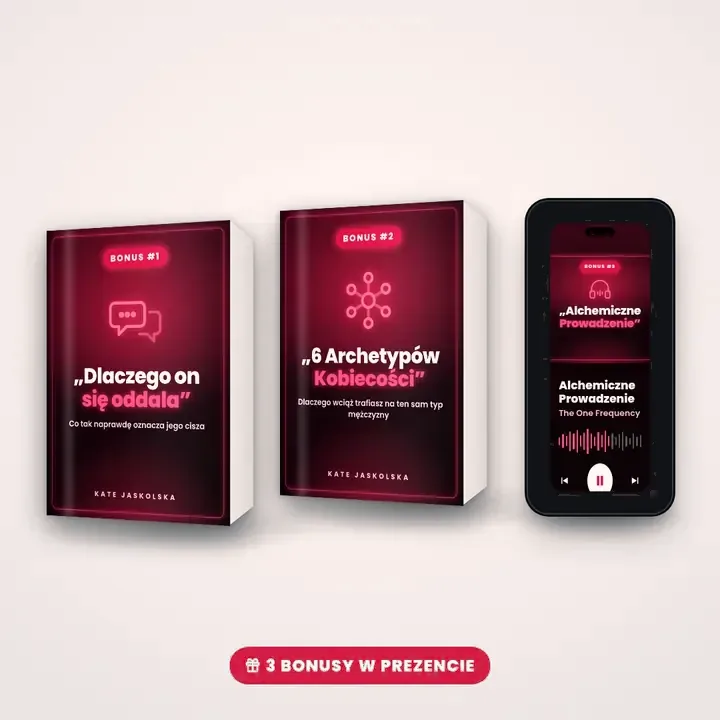 BONUS #1
„Dlaczego on
się oddala”
Co tak naprawdę oznacza jego cisza
KATE JASKOLSKA
BONUS #2
„6 Archetypów
Kobiecości”
Dlaczego wciąż trafiasz na ten sam typ
mężczyzny
KATE JASKOLSKA
BONUS #3
„Alchemiczne
Prowadzenie”
Alchemiczne
Prowadzenie
The One Frequency
3 BONUSY W PREZENCIE